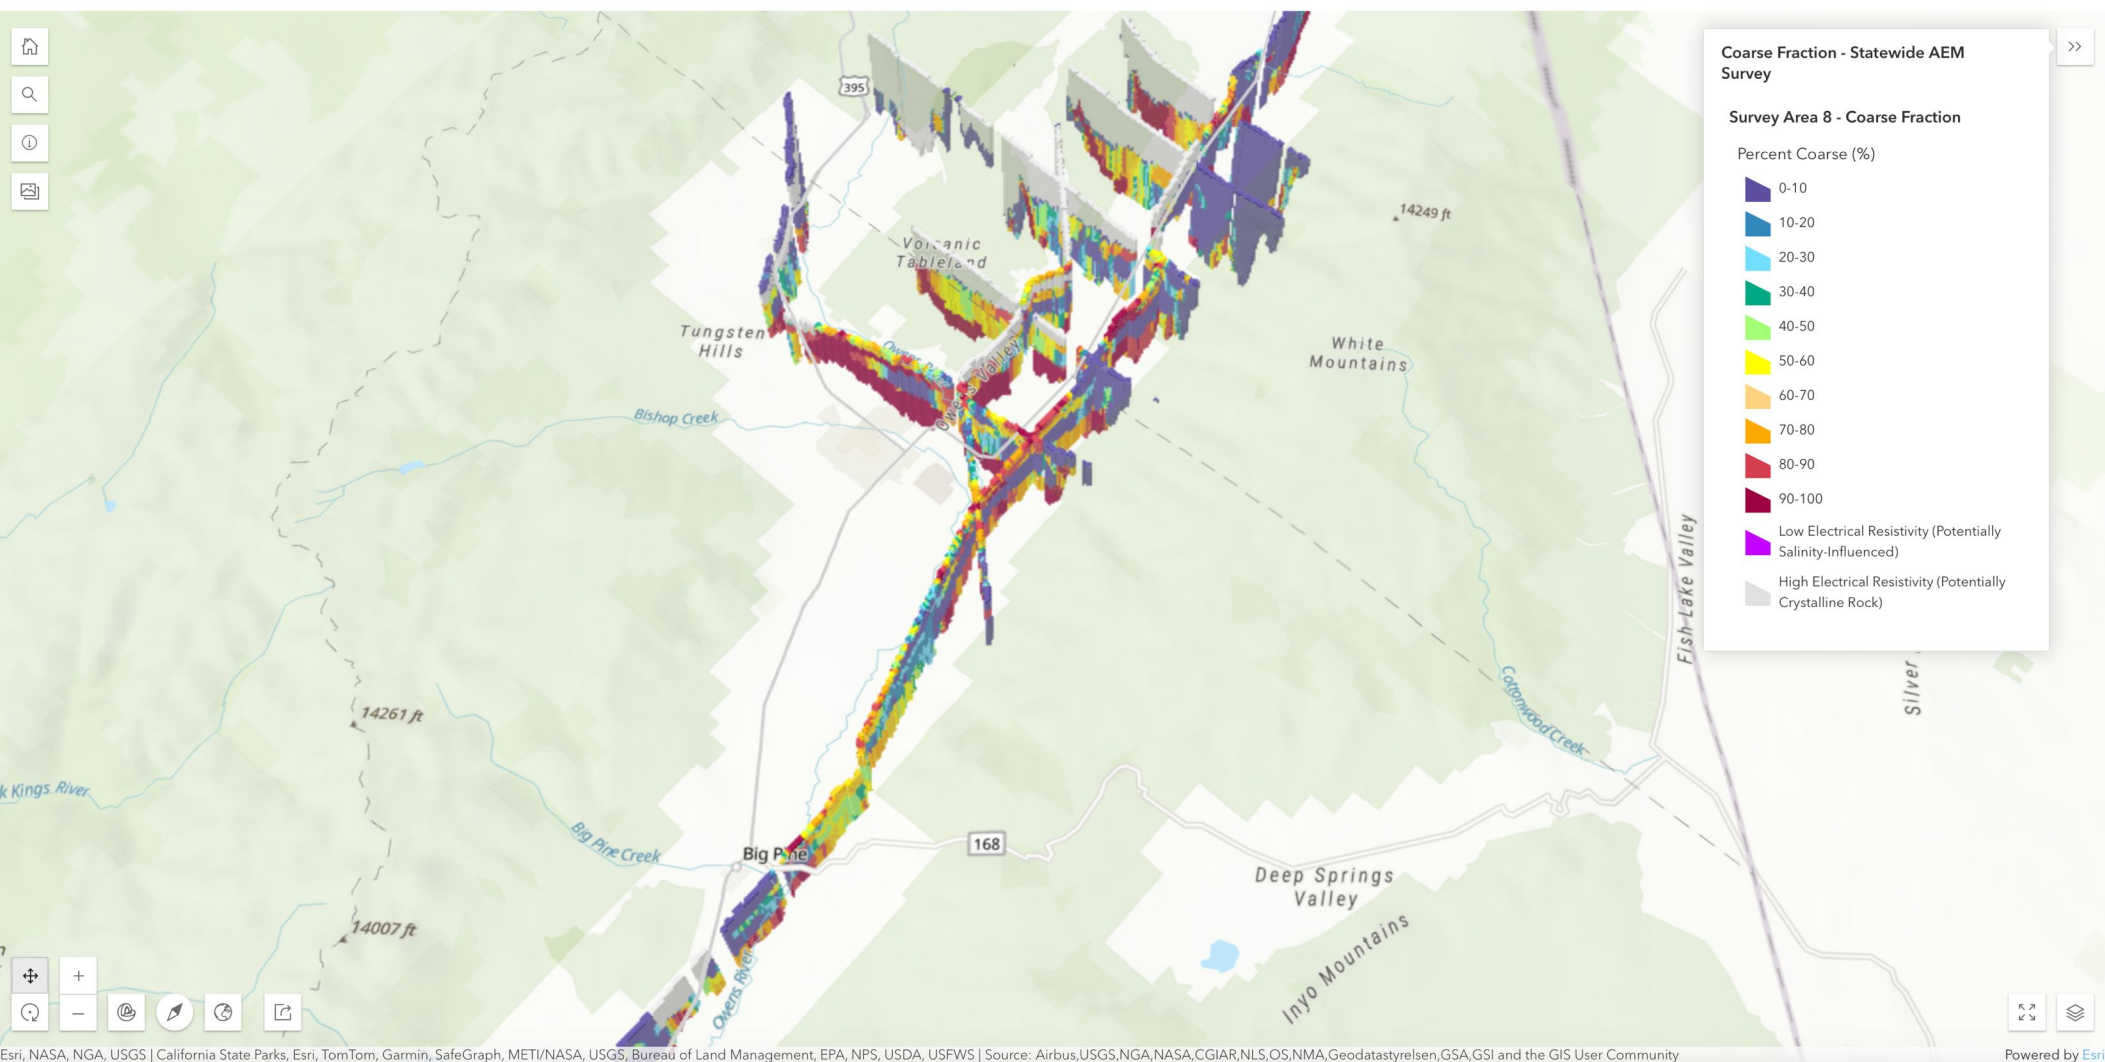 Coarse Fraction - Statewide AEM
Survey
Survey Area 8 - Coarse Fraction
Percent Coarse (%)
0-10
10-20
20-30
30-40
40-50
50-60
60-70
70-80
80-90
90-100
Low Electrical Resistivity (Potentially
Salinity-Influenced)
High Electrical Resistivity (Potentially
Crystalline Rock)
395
14249 ft
Volcanic
Tableland
Tungsten
Hills
Owens River
Owens Valley
White
Mountains
Bishop Creek
Fish Lake Valley
Silver
14261 ft
Cottonwood Creek
k Kings River
Big Pine Creek
Big Pine
168
Deep Springs
Valley
14007 ft
Inyo Mountains
Owens River
Esri, NASA, NGA, USGS | California State Parks, Esri, TomTom, Garmin, SafeGraph, METI/NASA, USGS, Bureau of Land Management, EPA, NPS, USDA, USFWS | Source: Airbus,USGS,NGA,NASA,CGIAR,NLS,OS,NMA,Geodatastyrelsen,GSA,GSI and the GIS User Community
Powered by Esri